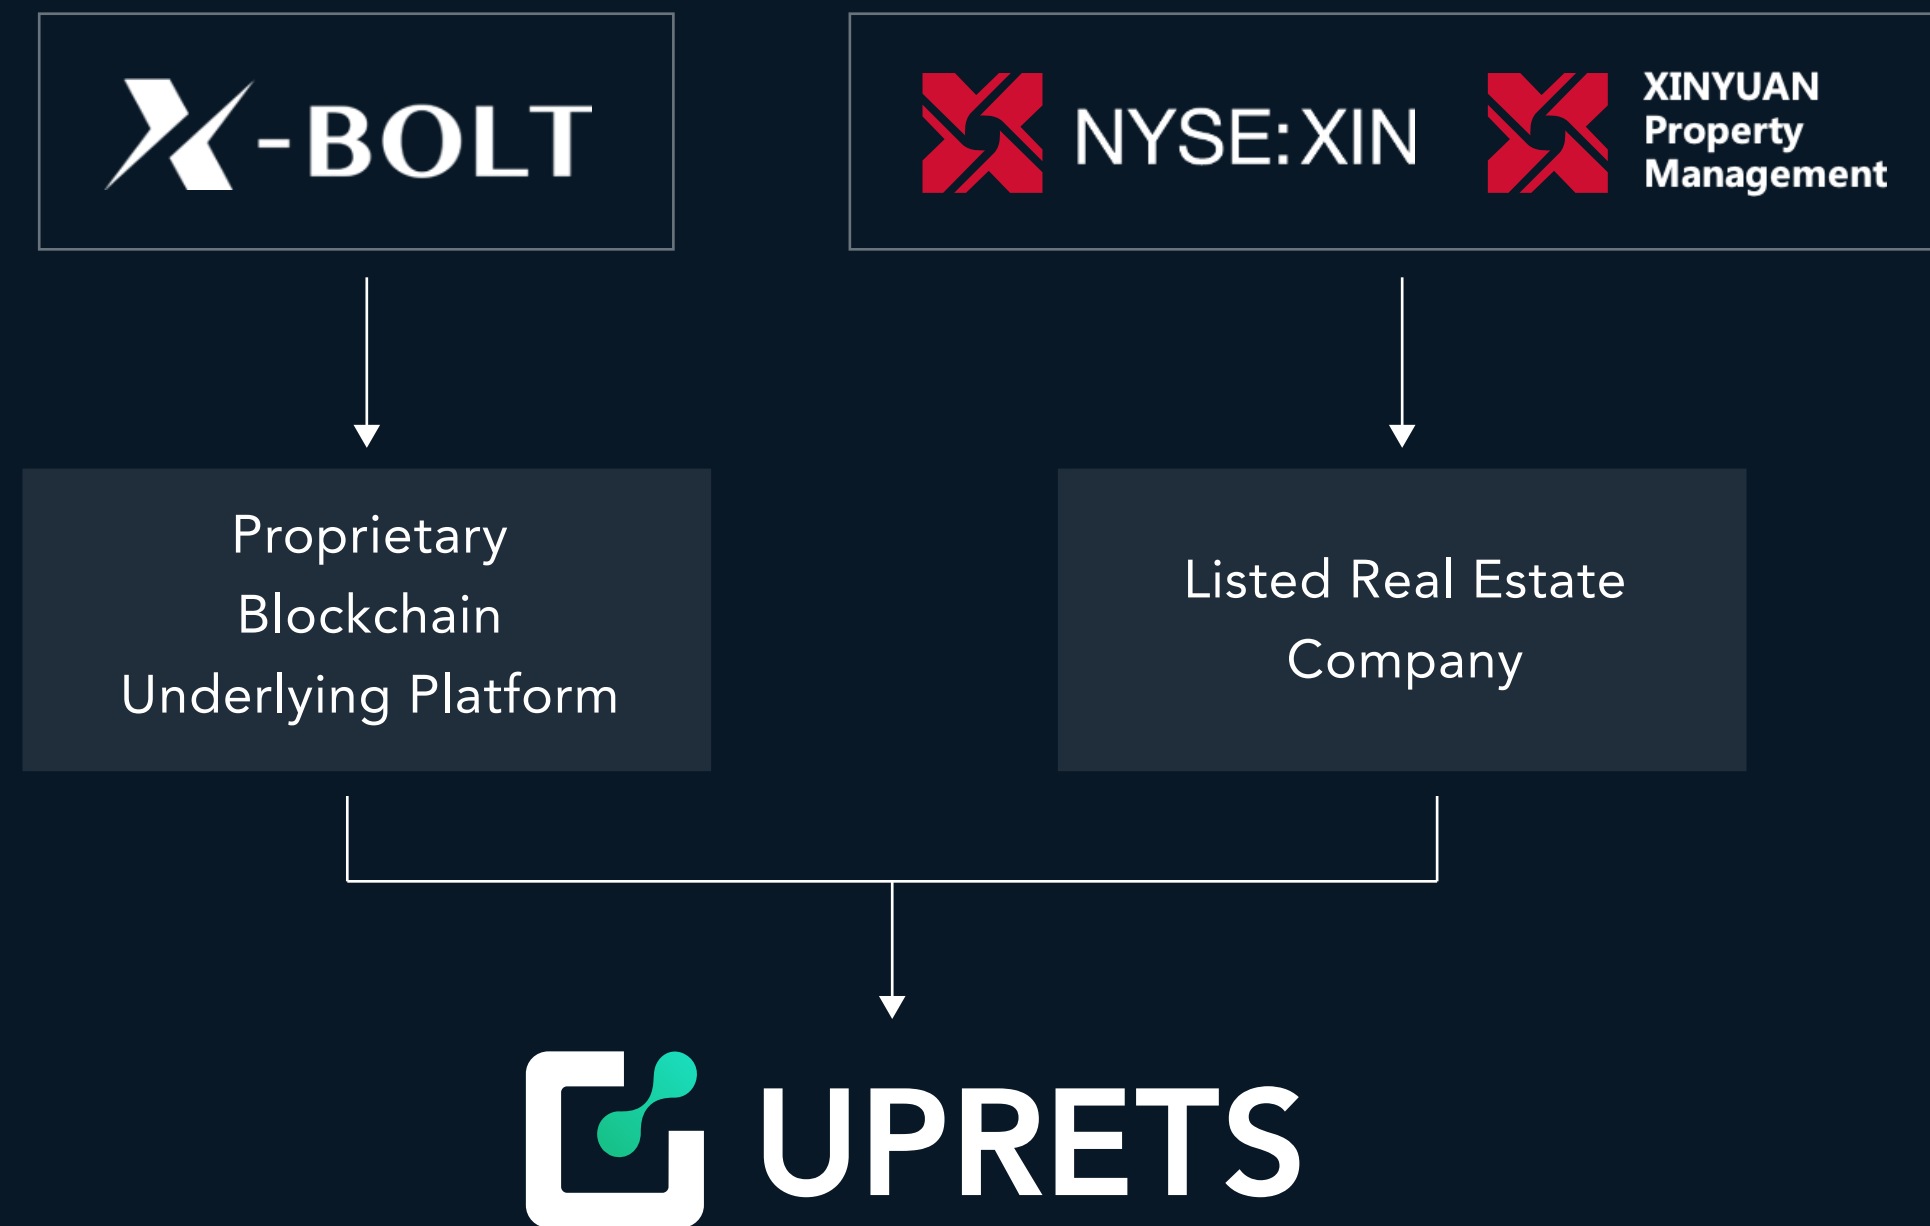 X-BOLT
NYSE:XIN
XINYUAN
Property
Management
Proprietary
Blockchain
Underlying Platform
Listed Real Estate
Company
UPRETS